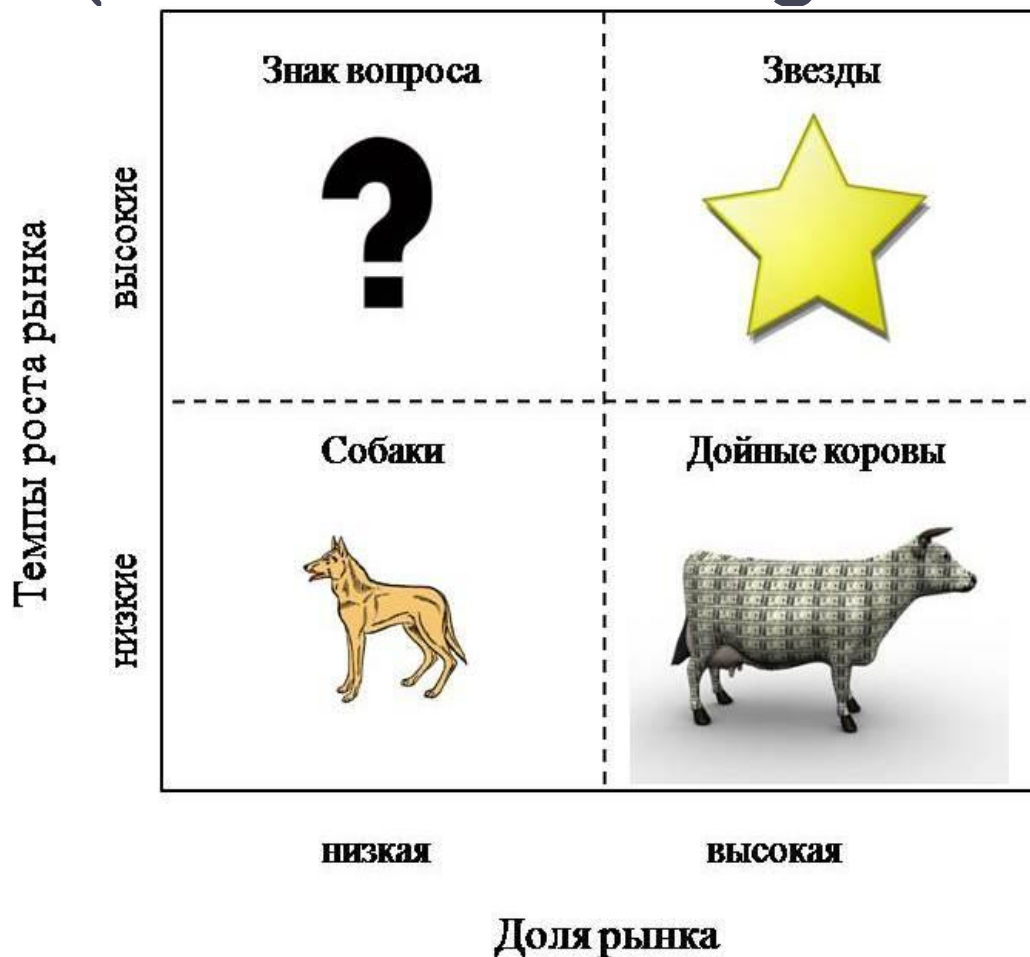 Знак вопроса
Звезды
?
Собаки
Дойные коровы
Темпы роста рынка
высокие
низкие
низкая
высокая
Доля рынка